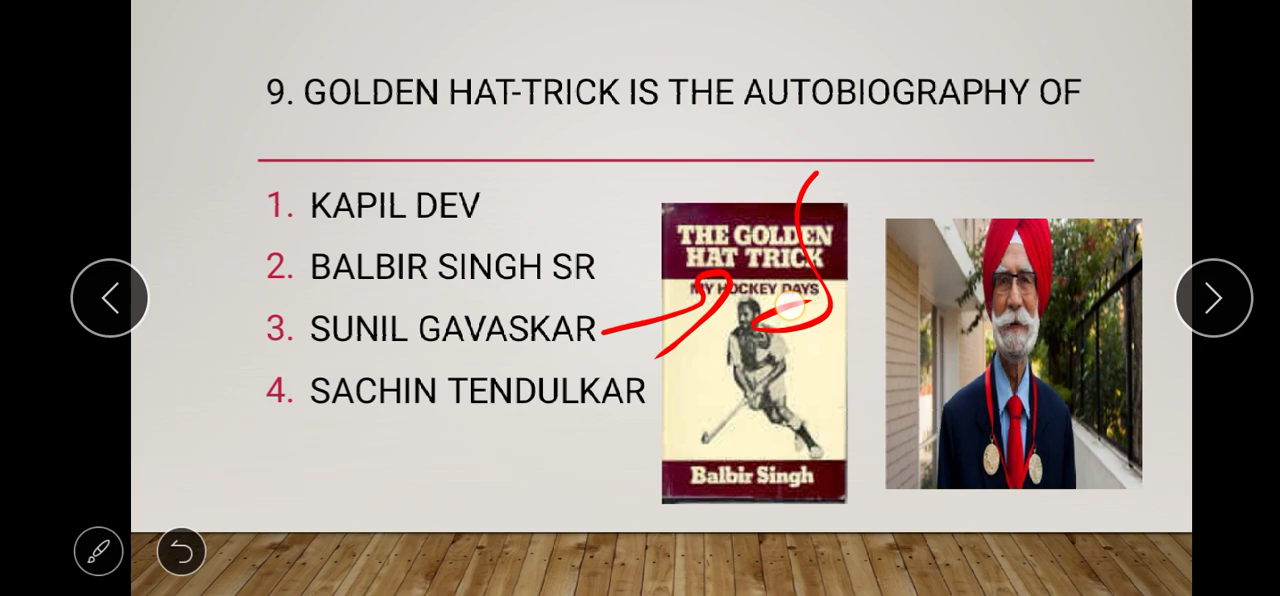 9. GOLDEN HAT-TRICK IS THE AUTOBIOGRAPHY OF
1. KAPIL DEV
2. BALBIR SINGH SR
3. SUNIL GAVASKAR
4. SACHIN TENDULKAR
THE GOLDEN
HAT TRICK
MY HOCKEY DAYS
Balbir Singh